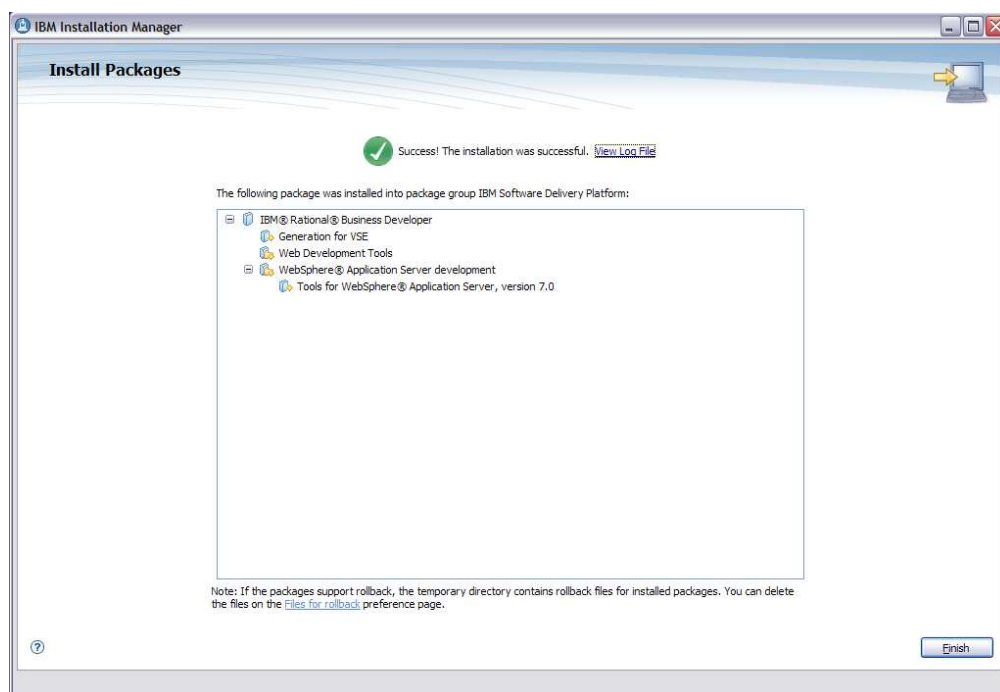 IBM Installation Manager
Install Packages
Success! The installation was successful. View Log File
The following package was installed into package group IBM Software Delivery Platform:
IBM® Rational® Business Developer
Generation for VSE
Web Development Tools
WebSphere® Application Server development
Tools for WebSphere® Application Server, version 7.0
Note: If the packages support rollback, the temporary directory contains rollback files for installed packages. You can delete
the files on the Files for rollback preference page.
Finish